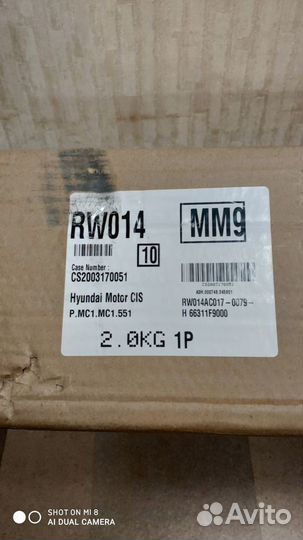 RW014
MM9
10
Case Number :
CS2003170051
CS2003170051
Hyundai Motor CIS
RW014AC017-0079-
P.MC1.MC1.551
H 66311F9000
2.0KG 1P
SHOT ON MI 8
AI DUAL CAMERA
Avito